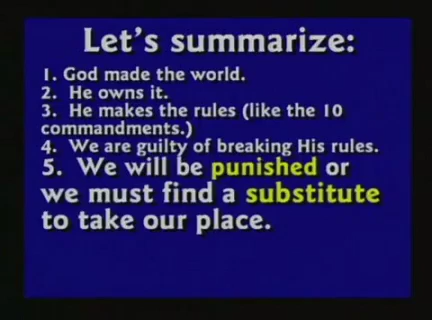 Let's summarize:
1. God made the world.
2. He owns it.
3. He makes the rules (like the 10
commandments.)
4. We are guilty of breaking His rules.
5. We will be punished or
we must find a substitute
to take our place.